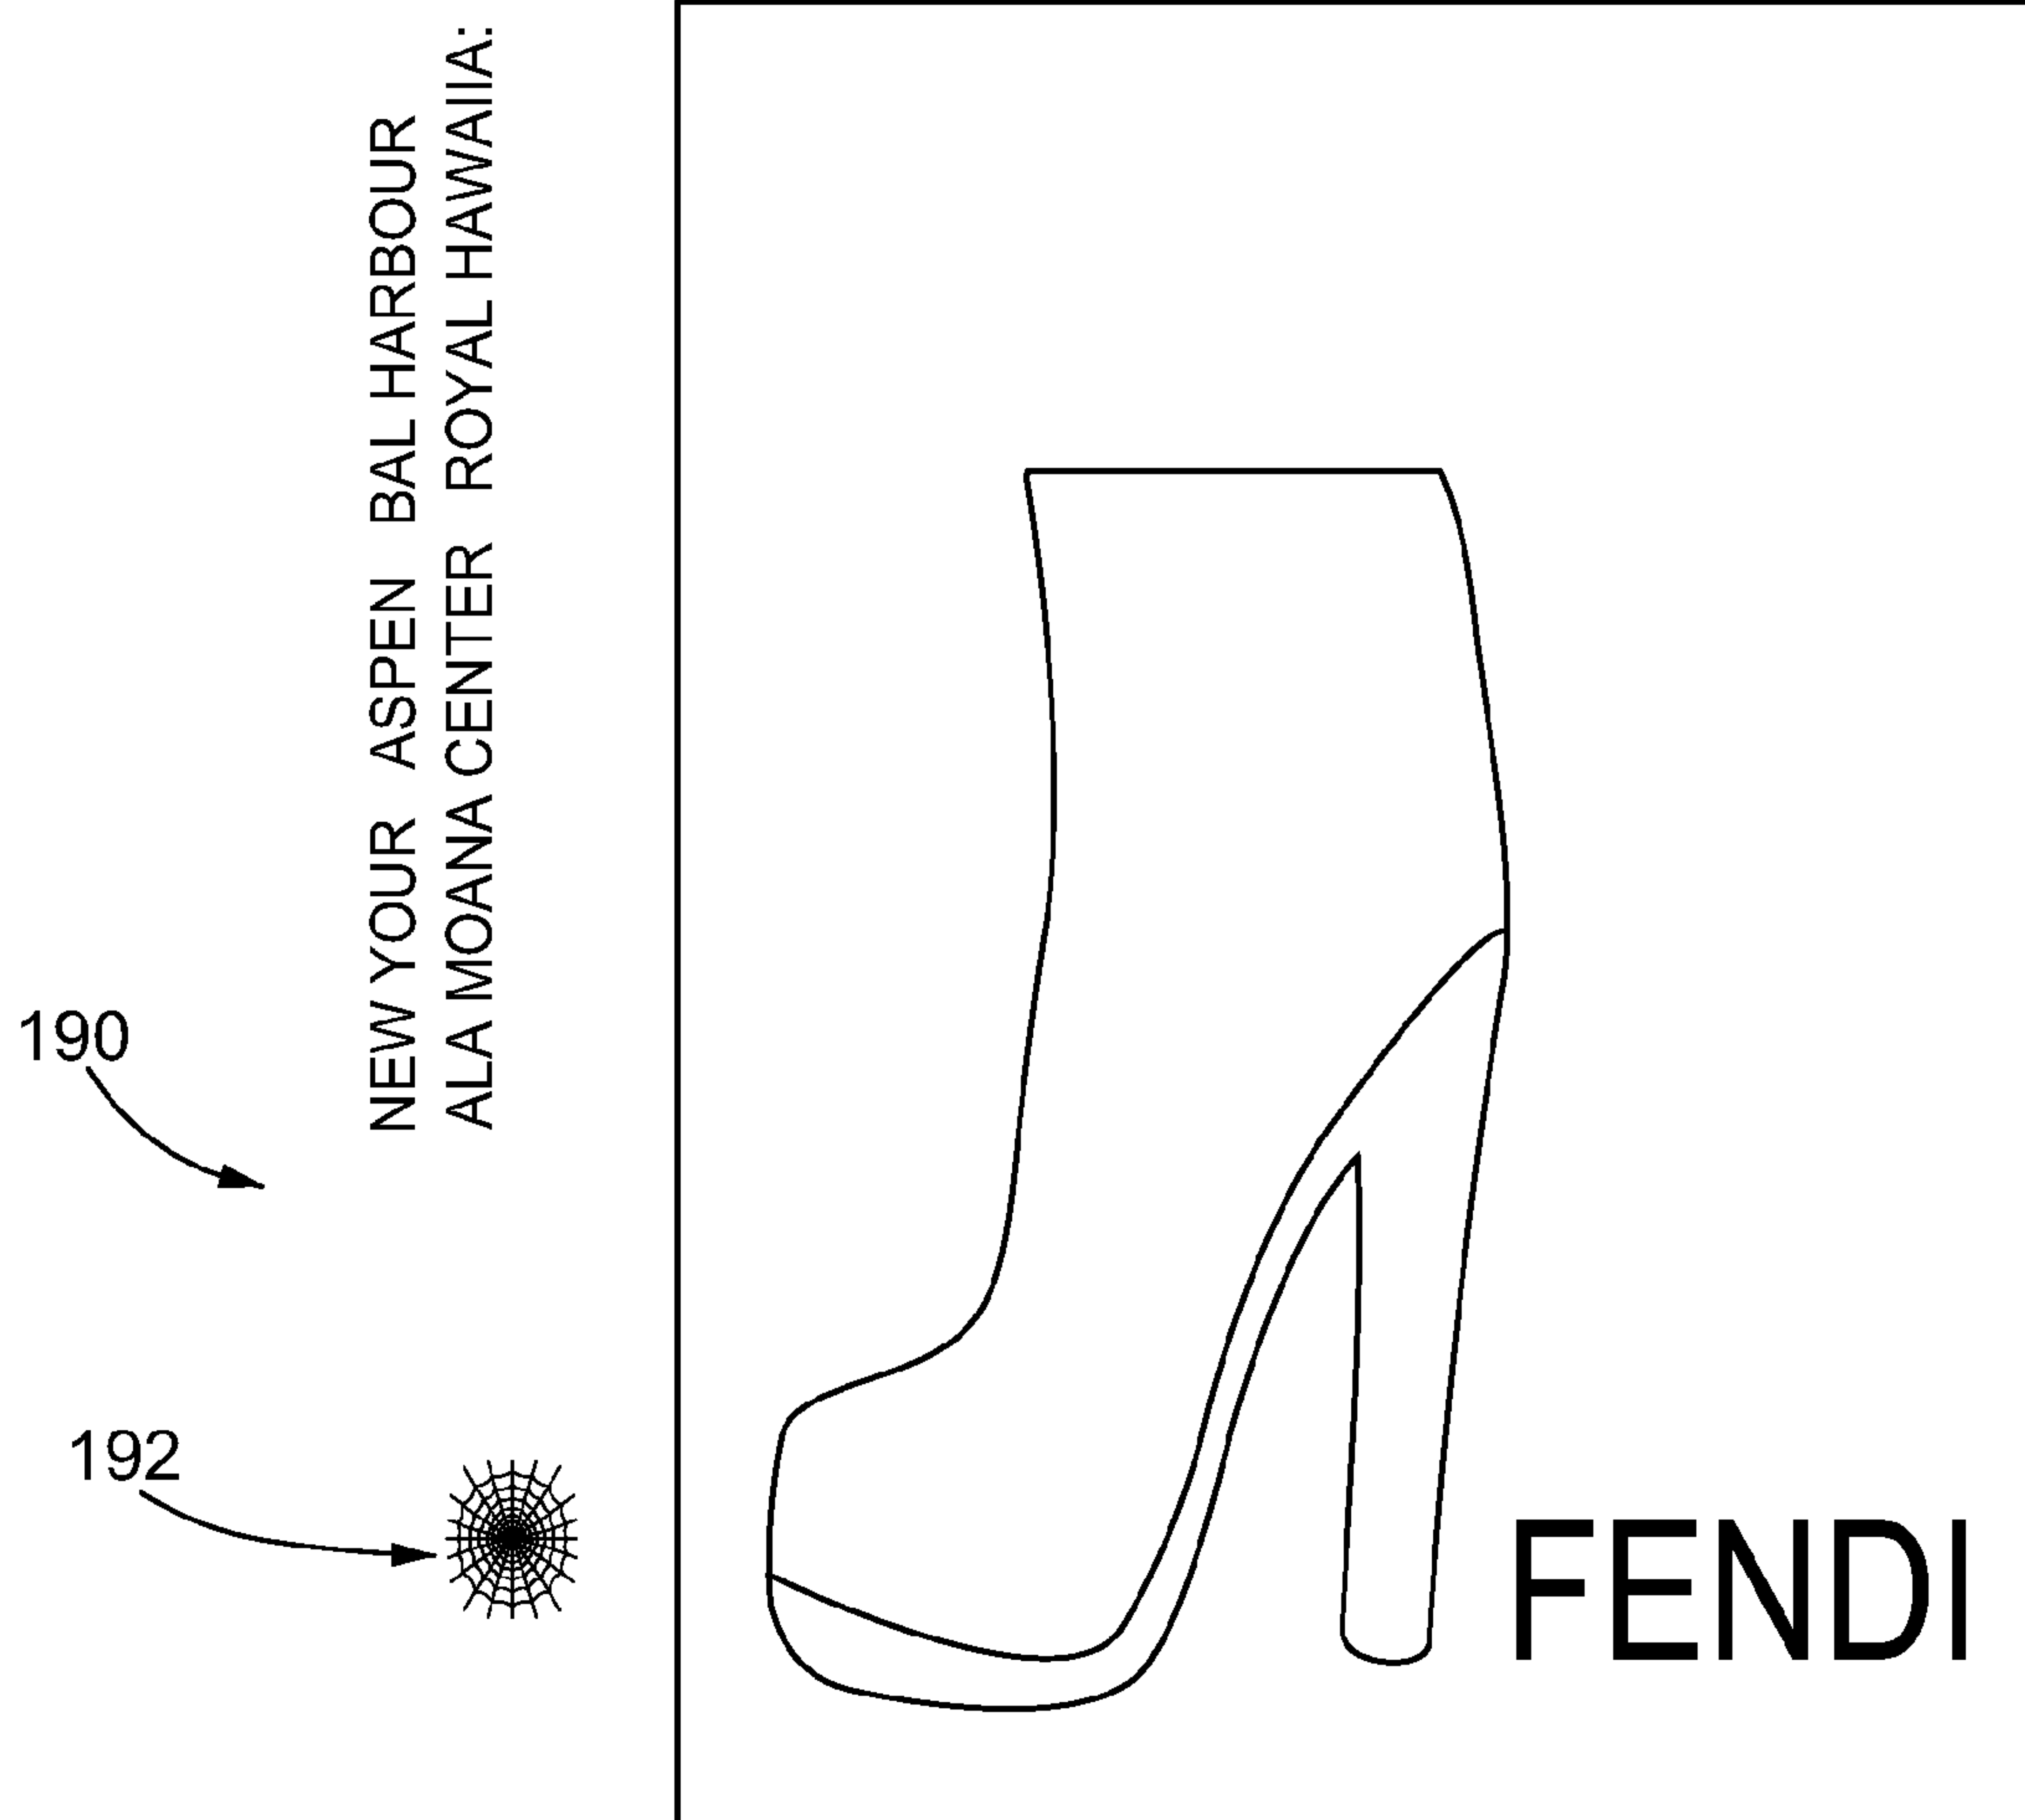 NEW YOUR ASPEN BAL HARBOUR
ALA MOANA CENTER ROYAL HAWAIIA:
190
192
FENDI